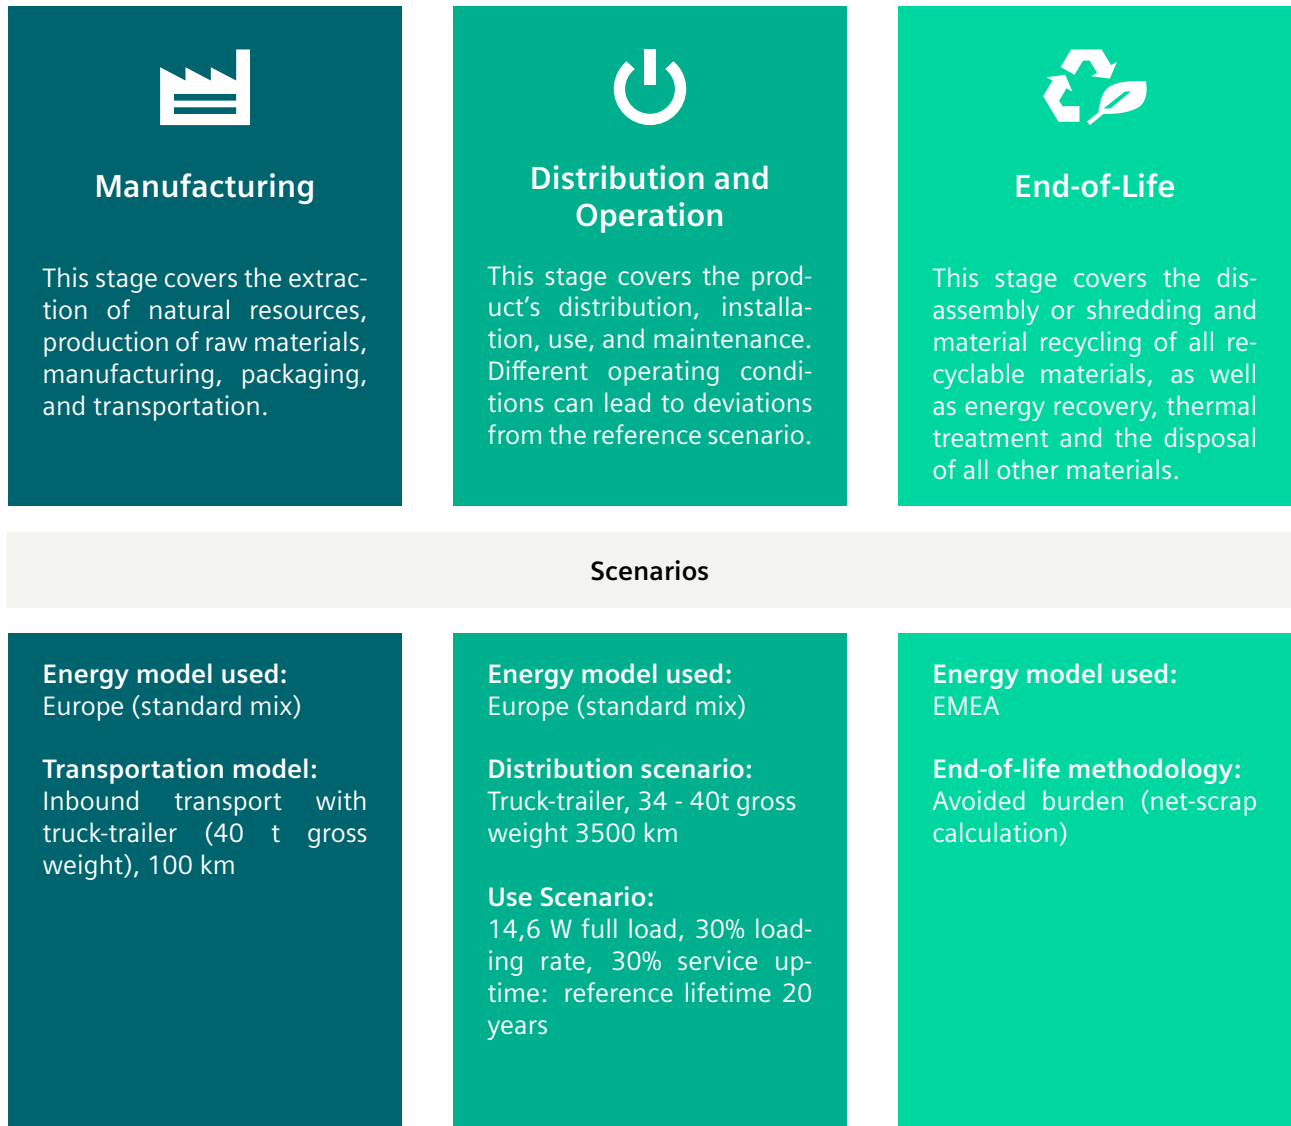 Manufacturing
This stage covers the extrac-
tion of natural resources,
production of raw materials,
manufacturing, packaging,
and transportation.
Distribution and
Operation
This stage covers the prod-
uct’s distribution, installa-
tion, use, and maintenance.
Different operating condi-
tions can lead to deviations
from the reference scenario.
End-of-Life
This stage covers the dis-
assembly or shredding and
material recycling of all re-
cyclable materials, as well
as energy recovery, thermal
treatment and the disposal
of all other materials.
Scenarios
Energy model used:
Europe (standard mix)
Transportation model:
Inbound transport with
truck-trailer (40 t gross
weight), 100 km
Energy model used:
Europe (standard mix)
Distribution scenario:
Truck-trailer, 34 - 40t gross
weight 3500 km
Use Scenario:
14,6 W full load, 30% load-
ing rate, 30% service up-
time: reference lifetime 20
years
Energy model used:
EMEA
End-of-life methodology:
Avoided burden (net-scrap
calculation)